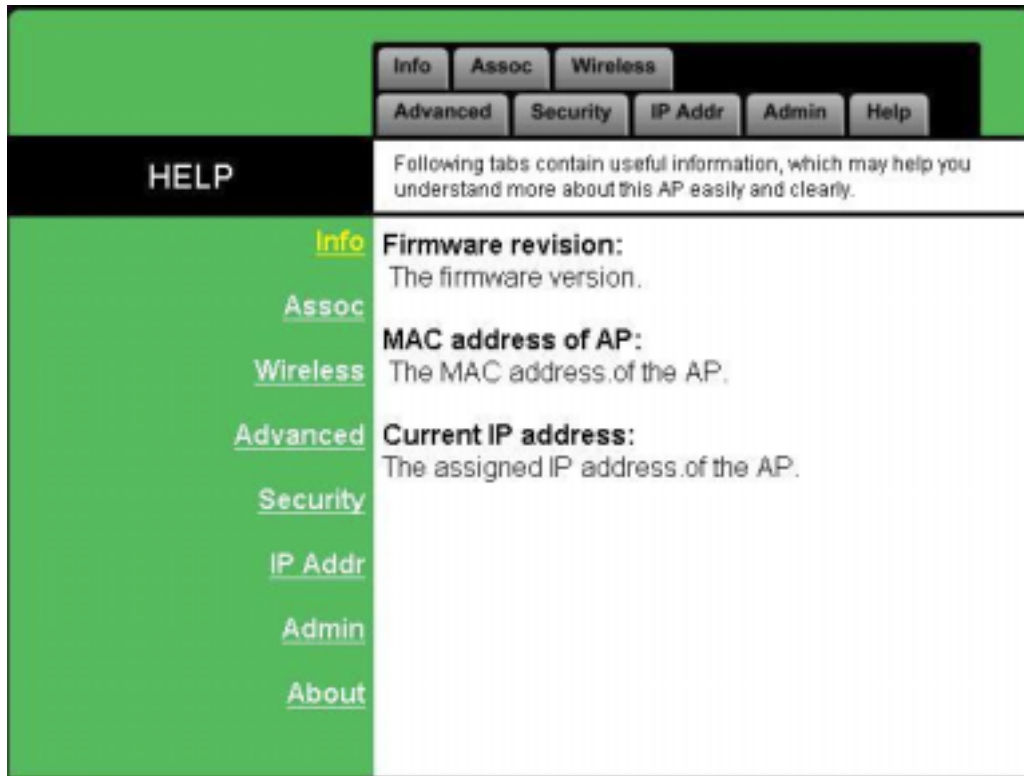 Info Assoc Wireless
Advanced Security IP Addr Admin Help
HELP
Following tabs contain useful information, which may help you
understand more about this AP easily and clearly.
Info
Assoc
Wireless
Advanced
Security
IP Addr
Admin
About
Firmware revision:
The firmware version.
MAC address of AP:
The MAC address.of the AP.
Current IP address:
The assigned IP address.of the AP.